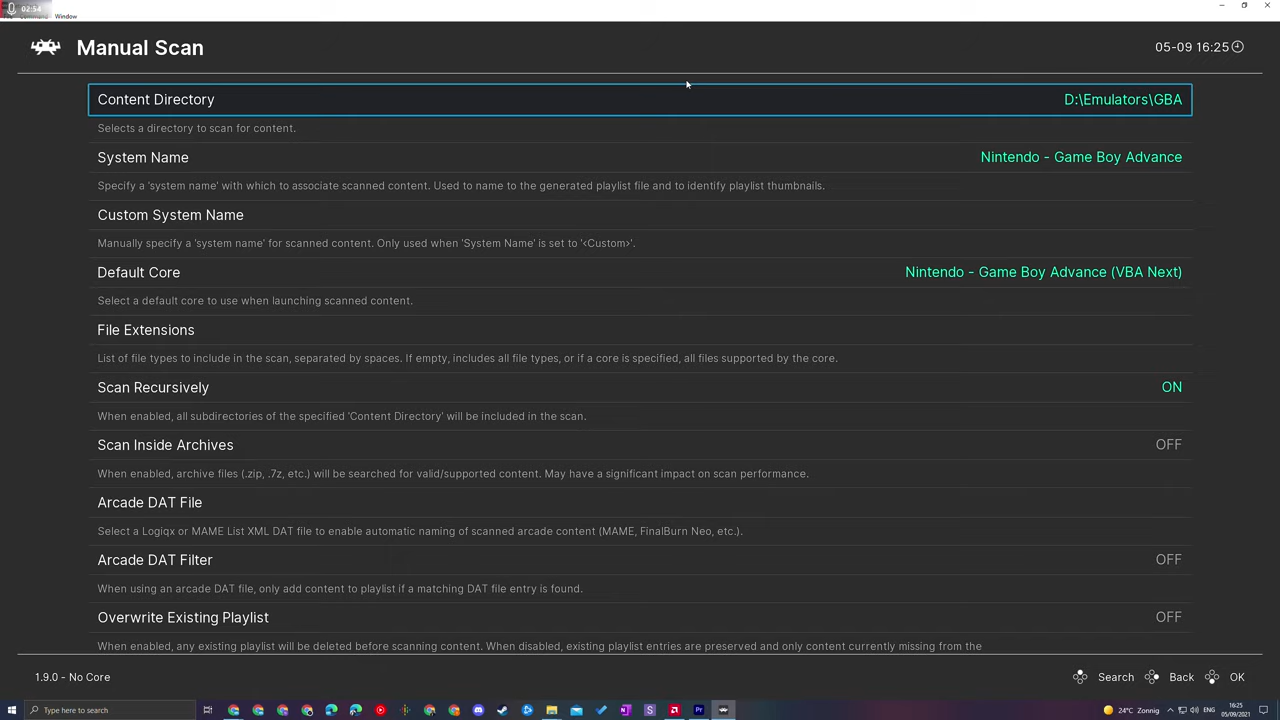 02:54
Window
Manual Scan
05-09 16:25
Content Directory
D:\Emulators\GBA
Selects a directory to scan for content.
System Name
Nintendo - Game Boy Advance
Specify a 'system name' with which to associate scanned content. Used to name to the generated playlist file and to identify playlist thumbnails.
Custom System Name
Manually specify a 'system name' for scanned content. Only used when 'System Name' is set to '<Custom>'.
Default Core
Nintendo - Game Boy Advance (VBA Next)
Select a default core to use when launching scanned content.
File Extensions
List of file types to include in the scan, separated by spaces. If empty, includes all file types, or if a core is specified, all files supported by the core.
Scan Recursively
ON
When enabled, all subdirectories of the specified 'Content Directory' will be included in the scan.
Scan Inside Archives
OFF
When enabled, archive files (.zip, .7z, etc.) will be searched for valid/supported content. May have a significant impact on scan performance.
Arcade DAT File
Select a Logiqx or MAME List XML DAT file to enable automatic naming of scanned arcade content (MAME, FinalBurn Neo, etc.).
Arcade DAT Filter
OFF
When using an arcade DAT file, only add content to playlist if a matching DAT file entry is found.
Overwrite Existing Playlist
OFF
When enabled, any existing playlist will be deleted before scanning content. When disabled, existing playlist entries are preserved and only content currently missing from the
1.9.0 - No Core
Search
Back
OK
Type here to search
24°C Zonnig
ENG
16:25
05/09/2021